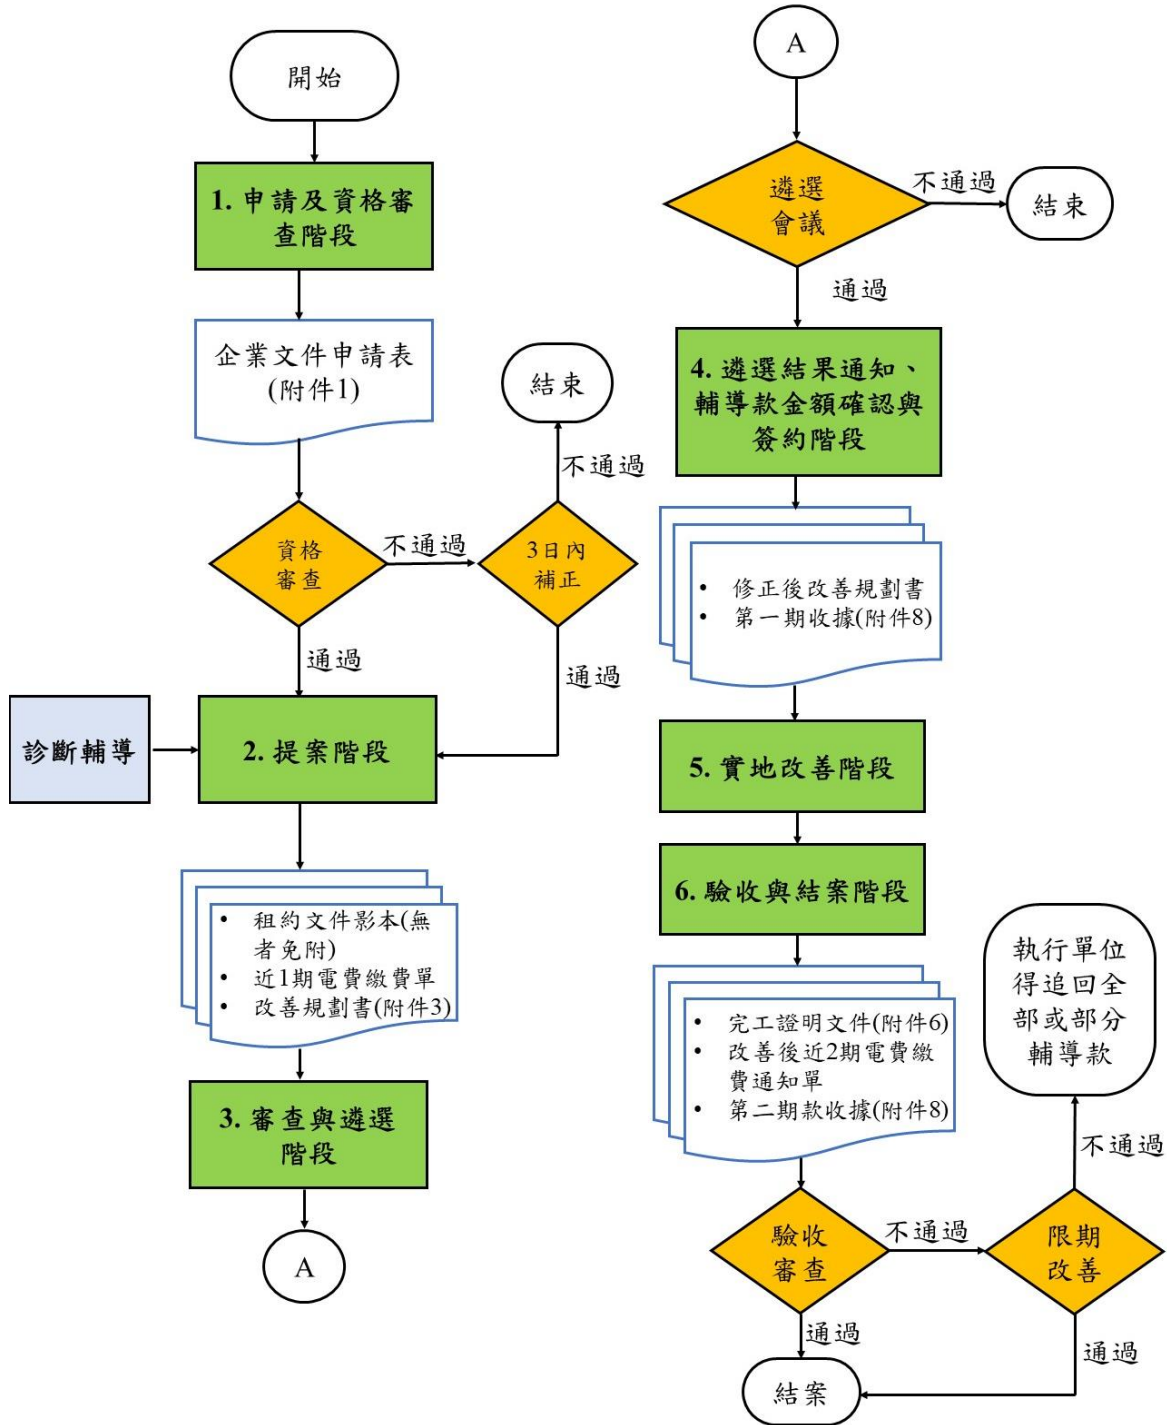 開始
1. 申請及資格審
查階段
企業文件申請表
(附件1)
結束
不通過
資格
審查
不通過
3日內
補正
通過
通過
診斷輔導
2. 提案階段
• 租約文件影本(無
者免附)
• 近1期電費繳費單
• 改善規劃書(附件3)
3. 審查與遴選
階段
A
A
遴選
會議
不通過
結束
通過
4. 遴選結果通知、
輔導款金額確認與
簽約階段
• 修正後改善規劃書
• 第一期收據(附件8)
5. 實地改善階段
6. 驗收與結案階段
• 完工證明文件(附件6)
• 改善後近2期電費繳
費通知單
• 第二期款收據(附件8)
執行單位
得追回全
部或部分
輔導款
不通過
驗收
審查
不通過
限期
改善
通過
通過
結案